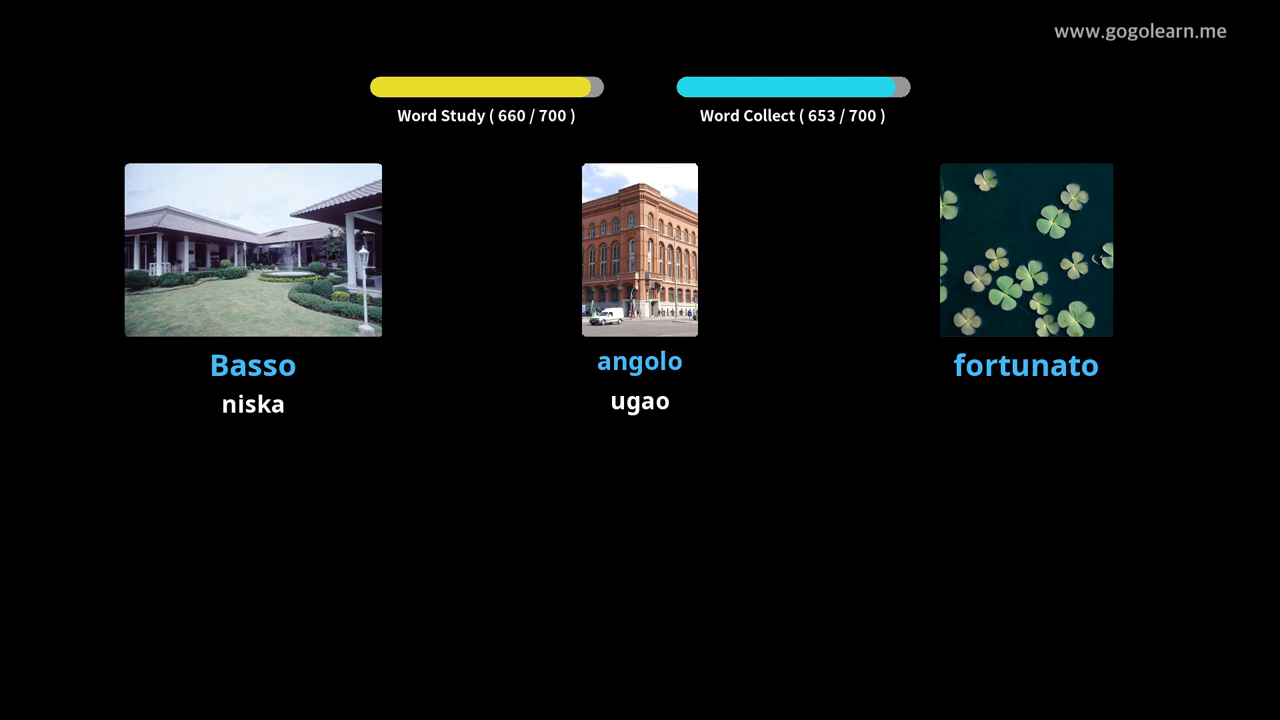 www.gogolearn.me
Word Study ( 660 / 700 )
Word Collect ( 653 / 700 )
Basso
niska
angolo
ugao
fortunato